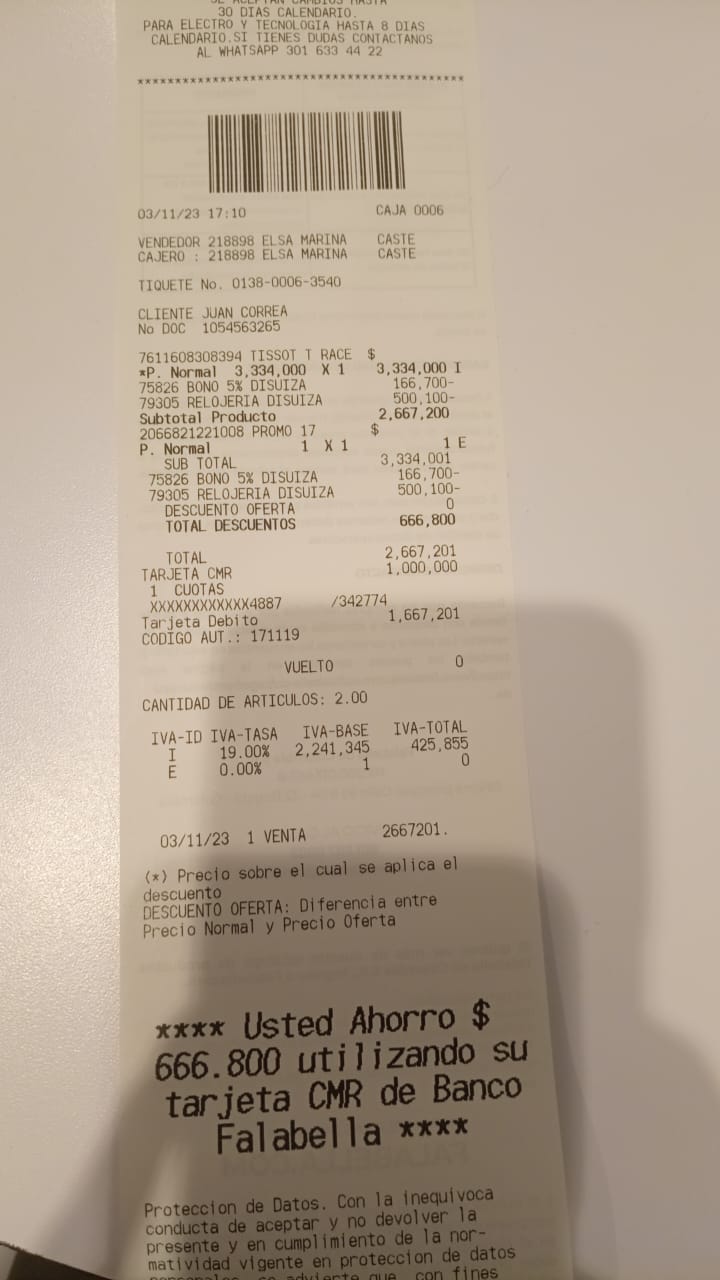 SE ACEPTAN CAMBIOS HASTA
30 DIAS CALENDARIO.
PARA ELECTRO Y TECNOLOGIA HASTA 8 DIAS
CALENDARIO.SI TIENES DUDAS CONTACTANOS
AL WHATSAPP 301 633 44 22
************************************************
03/11/23 17:10 CAJA 0006
VENDEDOR 218898 ELSA MARINA CASTE
CAJERO : 218898 ELSA MARINA CASTE
TIQUETE No. 0138-0006-3540
CLIENTE JUAN CORREA
No DOC 1054563265
7611608308394 TISSOT T RACE $
*P. Normal 3,334,000 X 1 3,334,000 I
75826 BONO 5% DISUIZA 166,700-
79305 RELOJERIA DISUIZA 500,100-
Subtotal Producto 2,667,200
2066821221008 PROMO 17 $
P. Normal 1 X 1 1 E
SUB TOTAL 3,334,001
75826 BONO 5% DISUIZA 166,700-
79305 RELOJERIA DISUIZA 500,100-
DESCUENTO OFERTA 0
TOTAL DESCUENTOS 666,800
TOTAL 2,667,201
TARJETA CMR 1,000,000
1 CUOTAS
XXXXXXXXXXXX4887 /342774
Tarjeta Debito 1,667,201
CODIGO AUT.: 171119
VUELTO 0
CANTIDAD DE ARTICULOS: 2.00
IVA-ID IVA-TASA IVA-BASE IVA-TOTAL
I 19.00% 2,241,345 425,855
E 0.00% 1 0
03/11/23 1 VENTA 2667201.
(*) Precio sobre el cual se aplica el
descuento
DESCUENTO OFERTA: Diferencia entre
Precio Normal y Precio Oferta
**** Usted Ahorro $
666.800 utilizando su
tarjeta CMR de Banco
Falabella ****
Proteccion de Datos. Con la inequivoca
conducta de aceptar y no devolver la
presente y en cumplimiento de la nor-
matividad vigente en proteccion de datos
personales, se advierte que, con fines